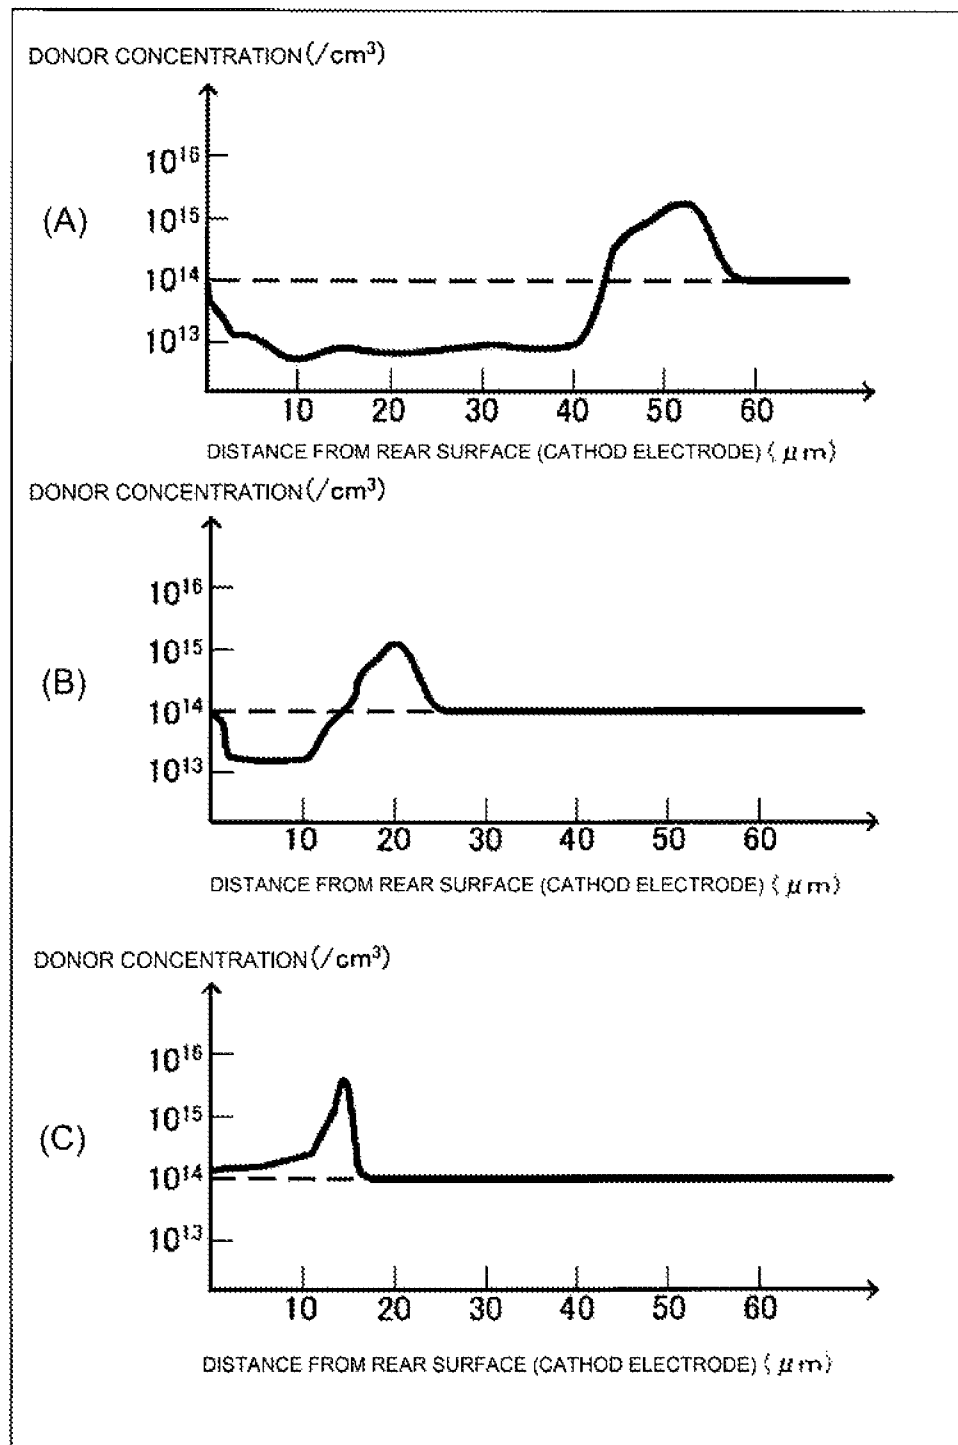 DONOR CONCENTRATION(/cm³)
10¹⁶
(A)
10¹⁵
10¹⁴
10¹³
10 20 30 40 50 60
DISTANCE FROM REAR SURFACE (CATHOD ELECTRODE) (μm)
DONOR CONCENTRATION(/cm³)
10¹⁶
(B)
10¹⁵
10¹⁴
10¹³
10 20 30 40 50 60
DISTANCE FROM REAR SURFACE (CATHOD ELECTRODE) (μm)
DONOR CONCENTRATION(/cm³)
10¹⁶
(C)
10¹⁵
10¹⁴
10¹³
10 20 30 40 50 60
DISTANCE FROM REAR SURFACE (CATHOD ELECTRODE) (μm)